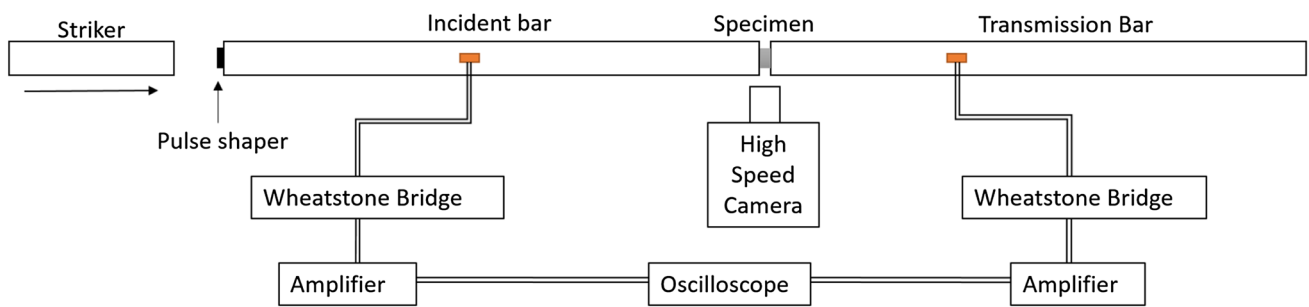 Striker
Incident bar
Specimen
Transmission Bar
Pulse shaper
High
Speed
Camera
Wheatstone Bridge
Wheatstone Bridge
Amplifier
Oscilloscope
Amplifier